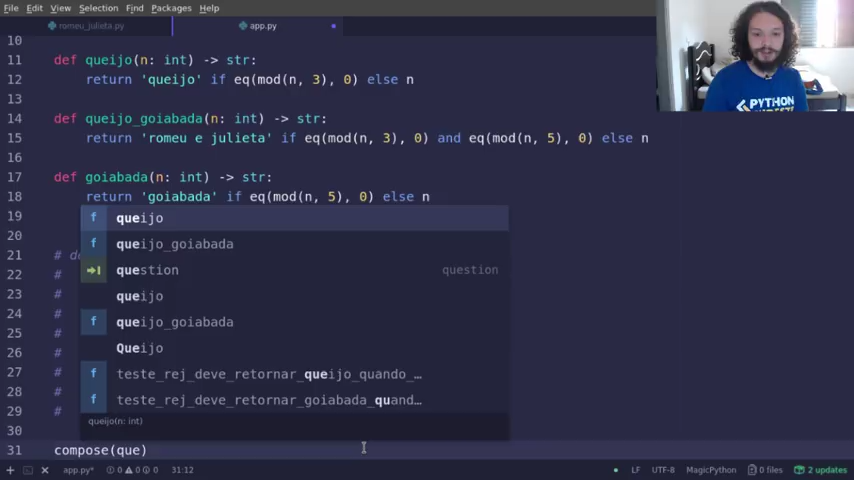 File Edit View Selection Find Packages Help
romeu_julieta.py app.py
10
11 def queijo(n: int) -> str:
12 return 'queijo' if eq(mod(n, 3), 0) else n
13
14 def queijo_goiabada(n: int) -> str:
15 return 'romeu e julieta' if eq(mod(n, 3), 0) and eq(mod(n, 5), 0) else n
16
17 def goiabada(n: int) -> str:
18 return 'goiabada' if eq(mod(n, 5), 0) else n
19 f queijo
20 f queijo_goiabada
21 # de
22 # question question
23 # queijo
24 # f queijo_goiabada
25 #
26 # Queijo
27 # f teste_rej_deve_retornar_queijo_quando_…
28 # f teste_rej_deve_retornar_goiabada_quand…
29 # queijo(n: int)
30
31 compose(que)
PYTHON
app.py* 0 0 0 31:12 LF UTF-8 MagicPython 0 files 2 updates